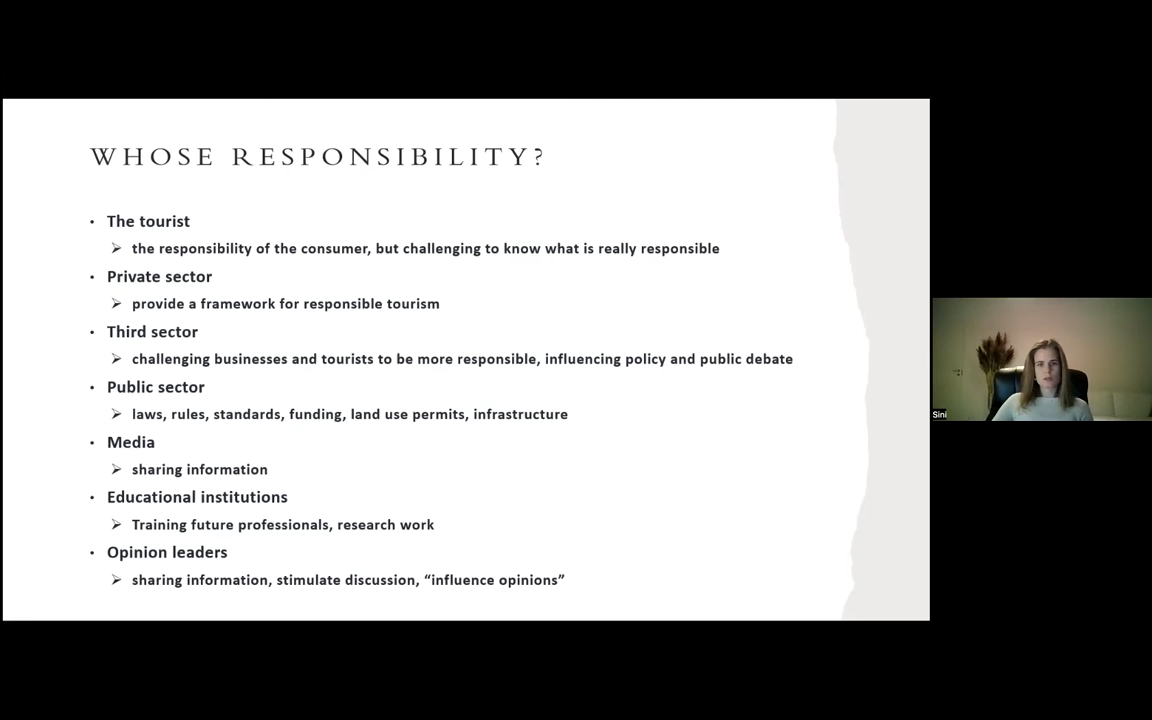 WHOSE RESPONSIBILITY?
• The tourist
➢ the responsibility of the consumer, but challenging to know what is really responsible
• Private sector
➢ provide a framework for responsible tourism
• Third sector
➢ challenging businesses and tourists to be more responsible, influencing policy and public debate
• Public sector
➢ laws, rules, standards, funding, land use permits, infrastructure
• Media
➢ sharing information
• Educational institutions
➢ Training future professionals, research work
• Opinion leaders
➢ sharing information, stimulate discussion, “influence opinions”
Sini